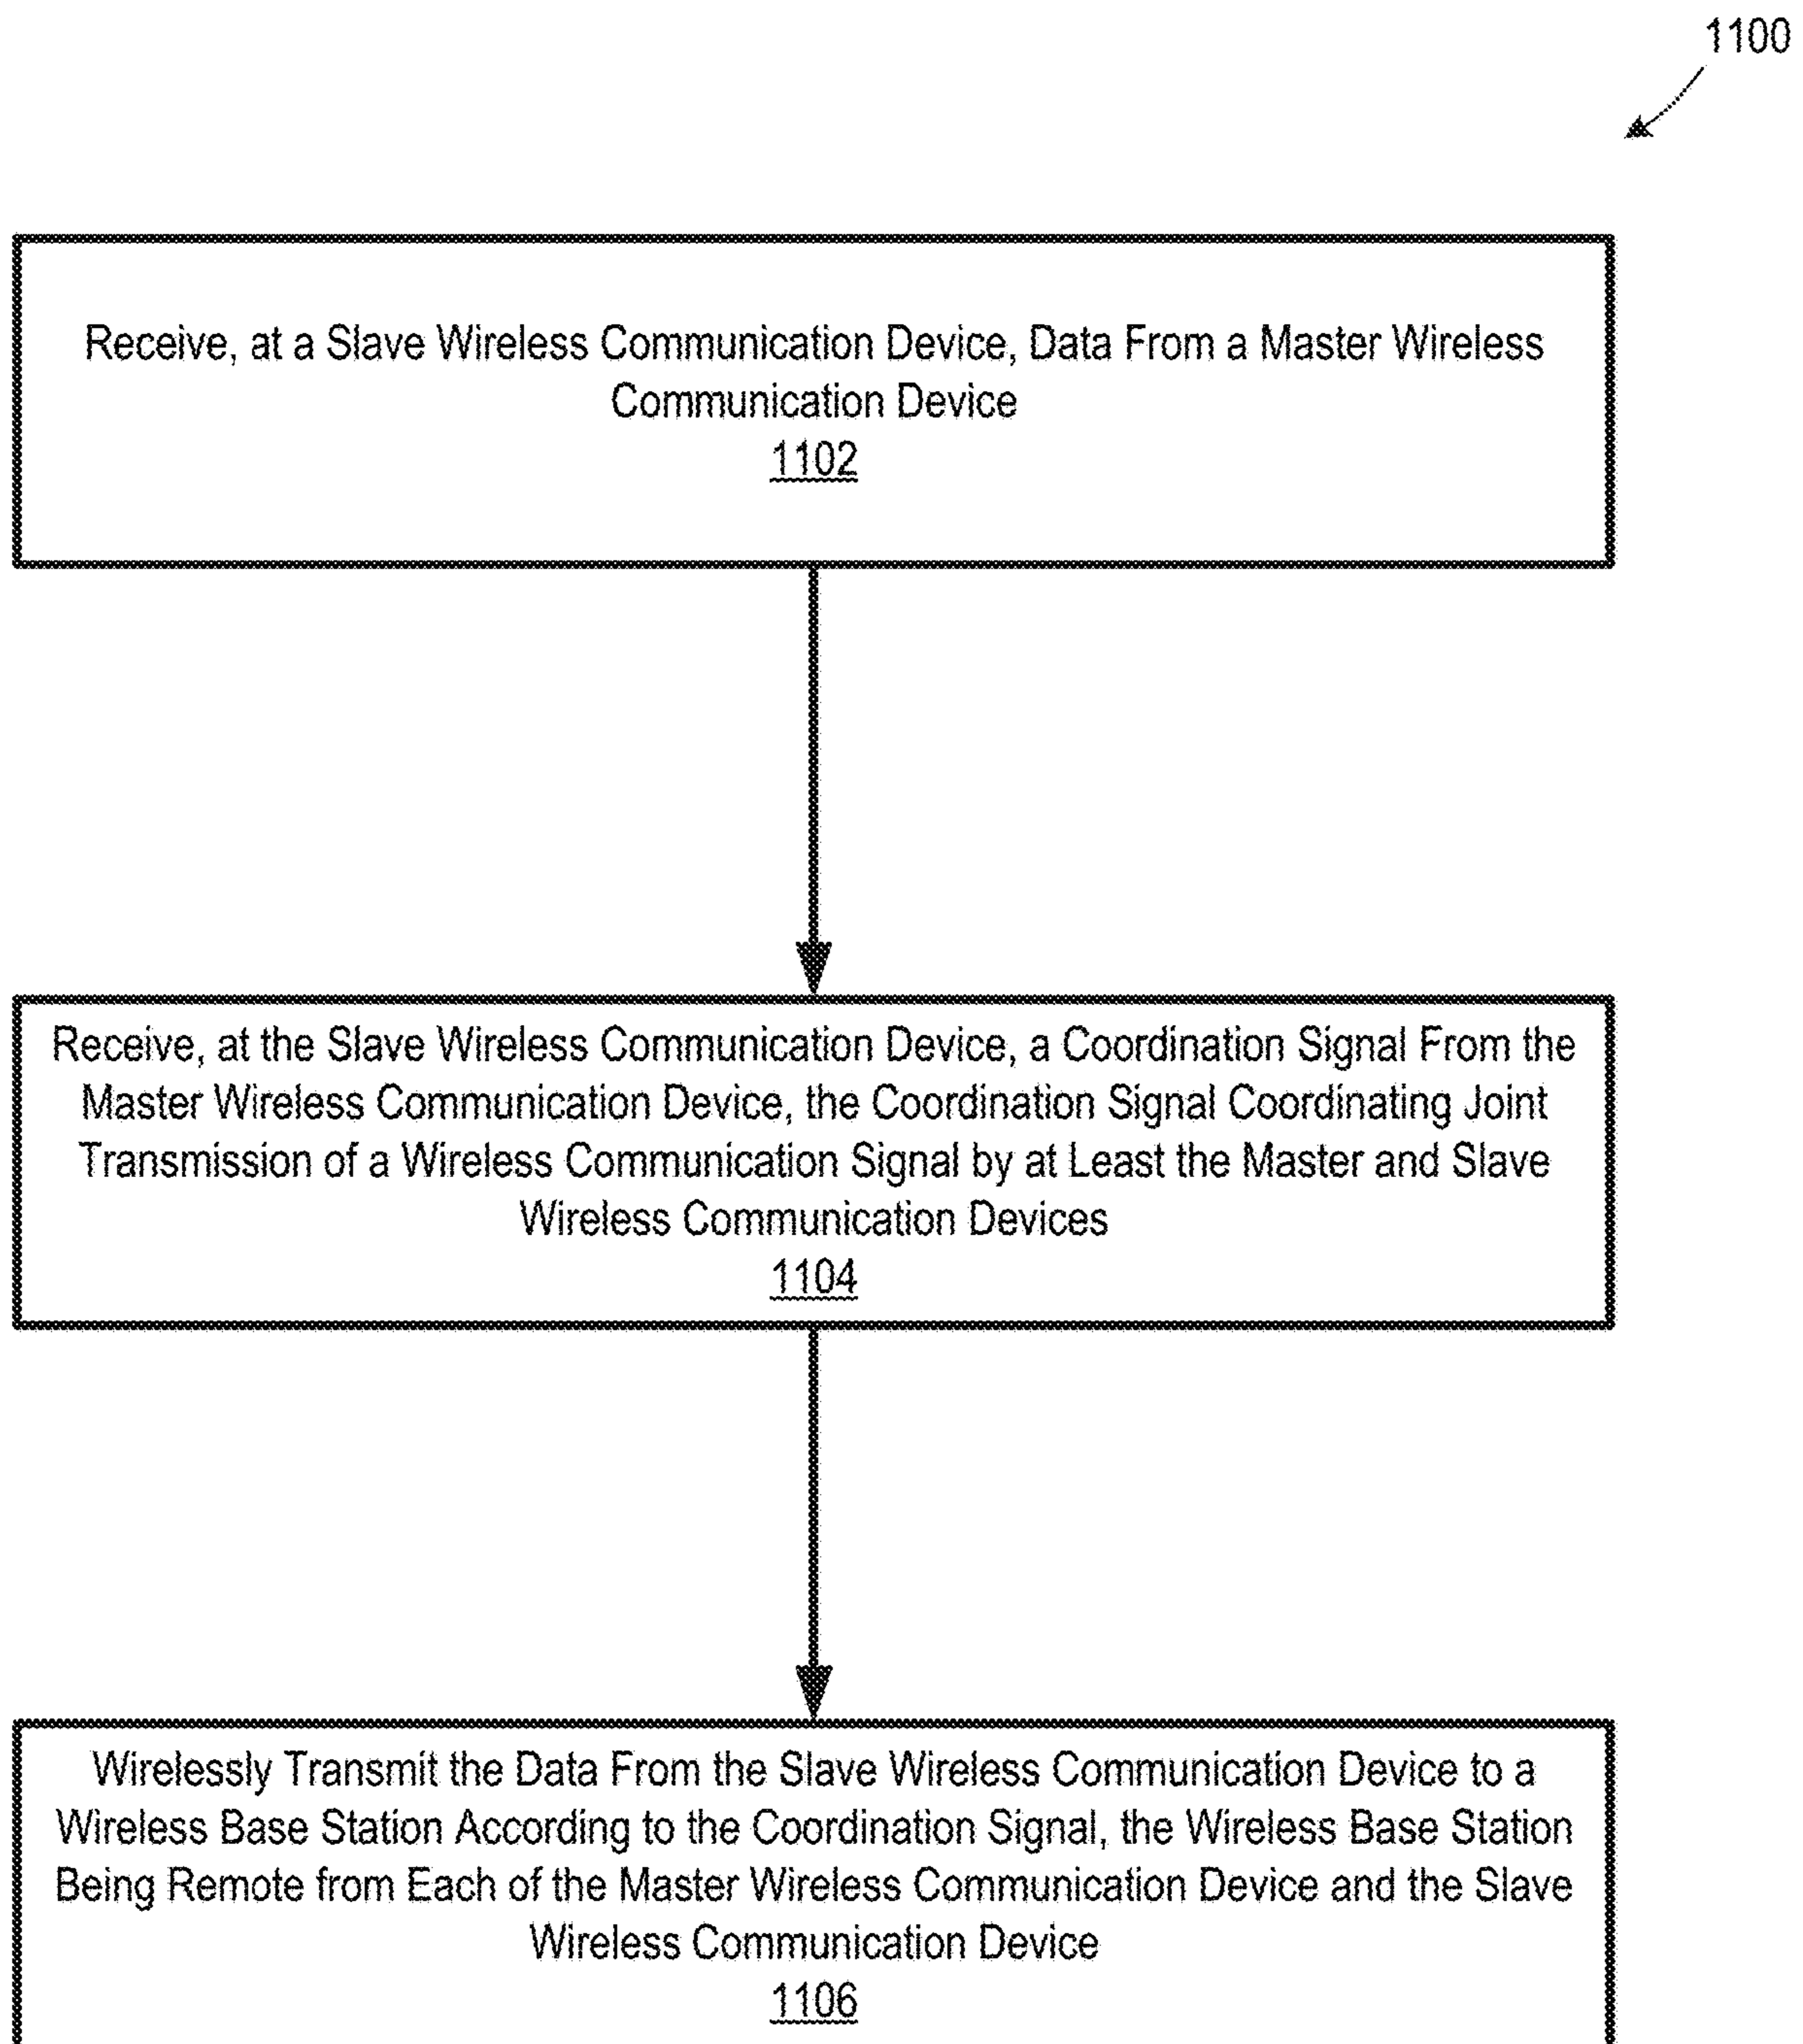 1100
Receive, at a Slave Wireless Communication Device, Data From a Master Wireless
Communication Device
1102
Receive, at the Slave Wireless Communication Device, a Coordination Signal From the
Master Wireless Communication Device, the Coordination Signal Coordinating Joint
Transmission of a Wireless Communication Signal by at Least the Master and Slave
Wireless Communication Devices
1104
Wirelessly Transmit the Data From the Slave Wireless Communication Device to a
Wireless Base Station According to the Coordination Signal, the Wireless Base Station
Being Remote from Each of the Master Wireless Communication Device and the Slave
Wireless Communication Device
1106